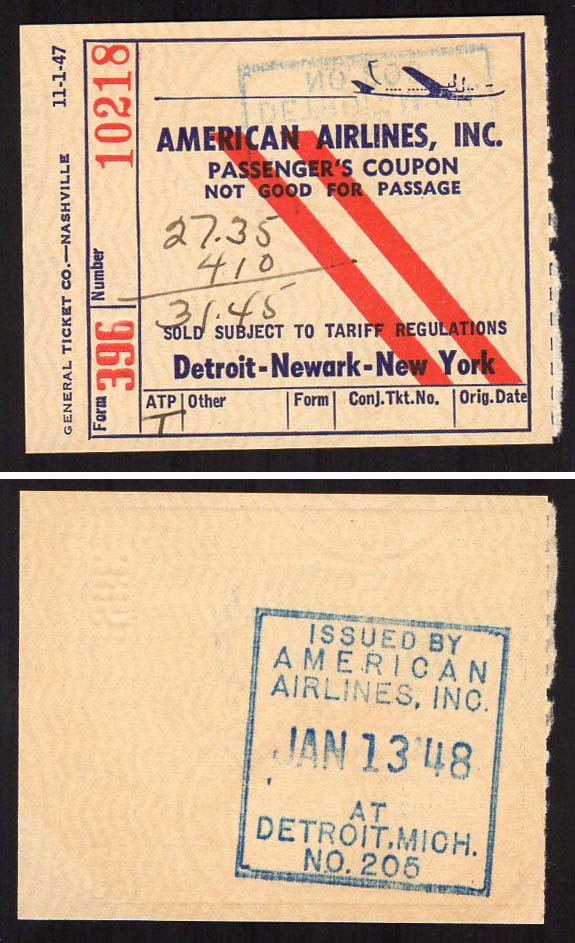 GENERAL TICKET CO.—NASHVILLE 11-1-47
Form 396 Number 10218
AMERICAN AIRLINES, INC.
PASSENGER'S COUPON
NOT GOOD FOR PASSAGE
27.35
410
31.45
SOLD SUBJECT TO TARIFF REGULATIONS
Detroit-Newark-New York
ATP Other Form Conj.Tkt.No. Orig.Date
T
ISSUED BY
AMERICAN
AIRLINES, INC.
JAN 13 '48
AT
DETROIT, MICH.
NO. 205